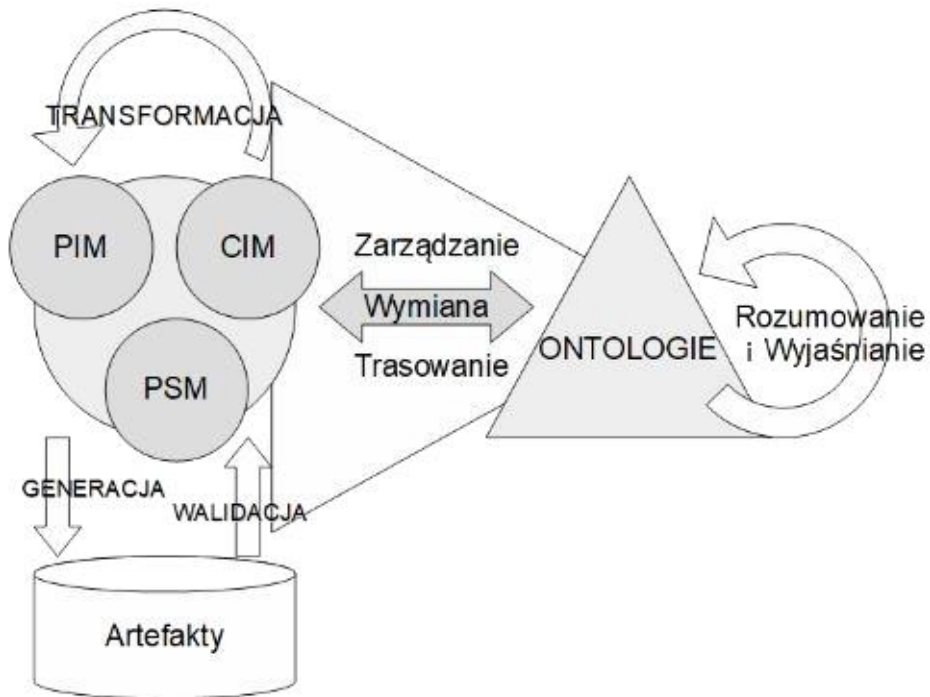 TRANSFORMACJA
PIM
CIM
PSM
Zarządzanie
Wymiana
Trasowanie
ONTOLOGIE
Rozumowanie
i Wyjaśnianie
GENERACJA
WALIDACJA
Artefakty